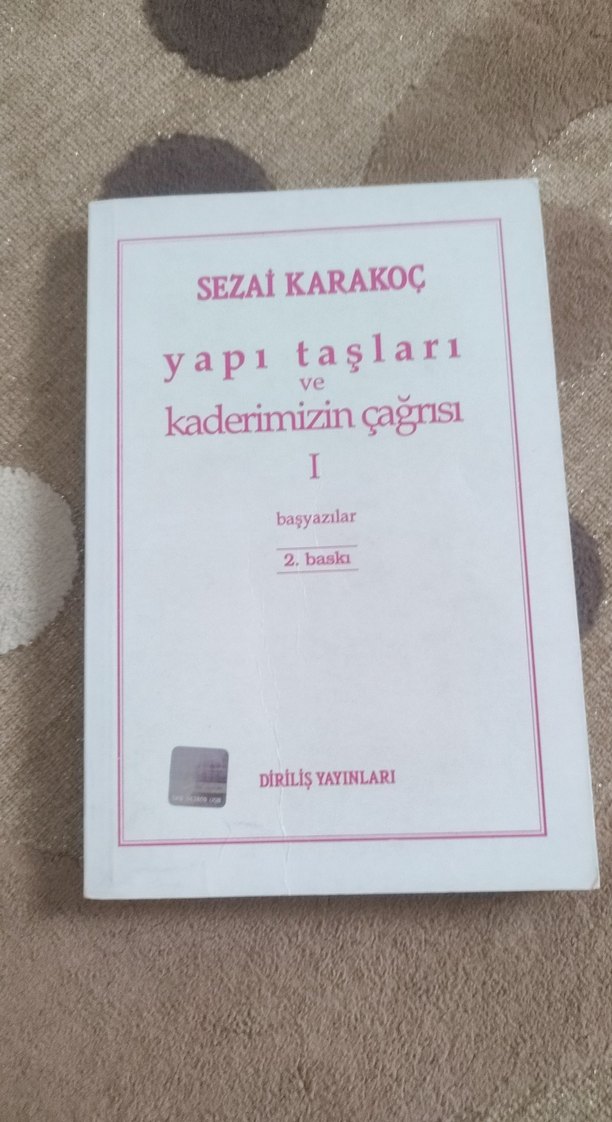 SEZAİ KARAKOÇ
yapı taşları
ve
kaderimizin çağrısı
I
başyazılar
2. baskı
DİRİLİŞ YAYINLARI